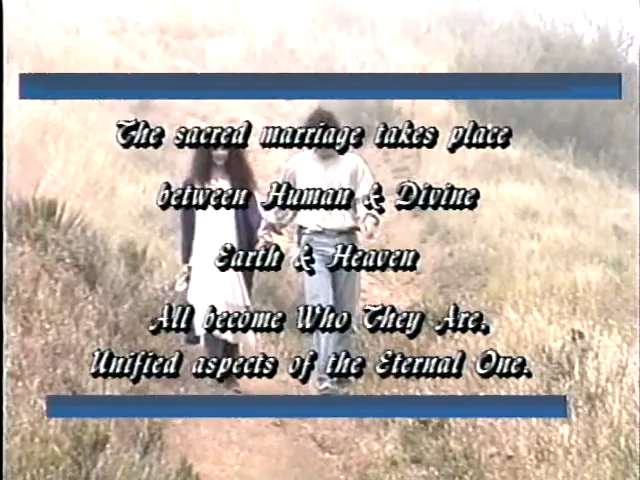 The sacred marriage takes place
between Human & Divine
Earth & Heaven
All become Who They Are.
Unified aspects of the Eternal One.